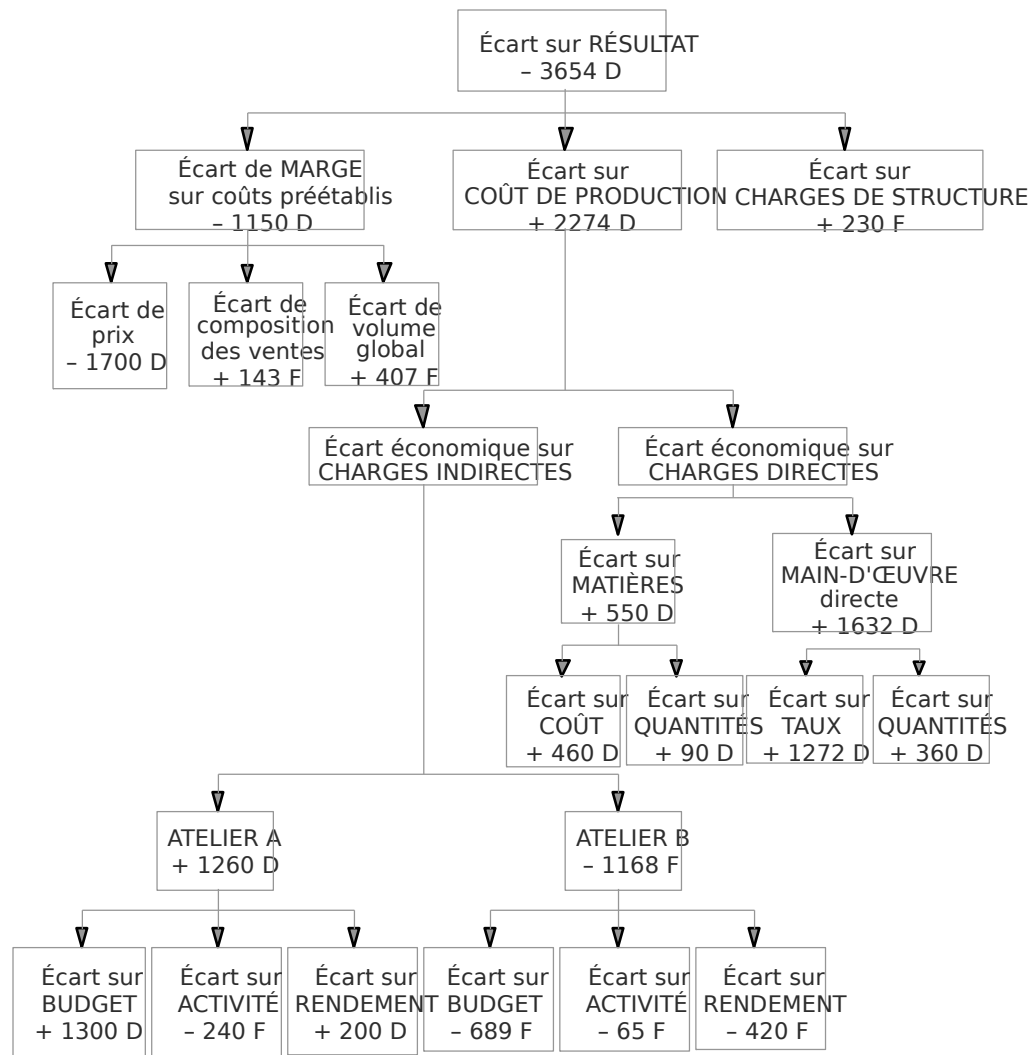 Écart sur RÉSULTAT
– 3654 D
Écart de MARGE
sur coûts préétablis
– 1150 D
Écart sur
COÛT DE PRODUCTION
+ 2274 D
Écart sur
CHARGES DE STRUCTURE
+ 230 F
Écart de
prix
– 1700 D
Écart de
composition
des ventes
+ 143 F
Écart de
volume
global
+ 407 F
Écart économique sur
CHARGES INDIRECTES
Écart économique sur
CHARGES DIRECTES
Écart sur
MATIÈRES
+ 550 D
Écart sur
MAIN-D'ŒUVRE
directe
+ 1632 D
Écart sur
COÛT
+ 460 D
Écart sur
QUANTITÉS
+ 90 D
Écart sur
TAUX
+ 1272 D
Écart sur
QUANTITÉS
+ 360 D
ATELIER A
+ 1260 D
ATELIER B
– 1168 F
Écart sur
BUDGET
+ 1300 D
Écart sur
ACTIVITÉ
– 240 F
Écart sur
RENDEMENT
+ 200 D
Écart sur
BUDGET
– 689 F
Écart sur
ACTIVITÉ
– 65 F
Écart sur
RENDEMENT
– 420 F